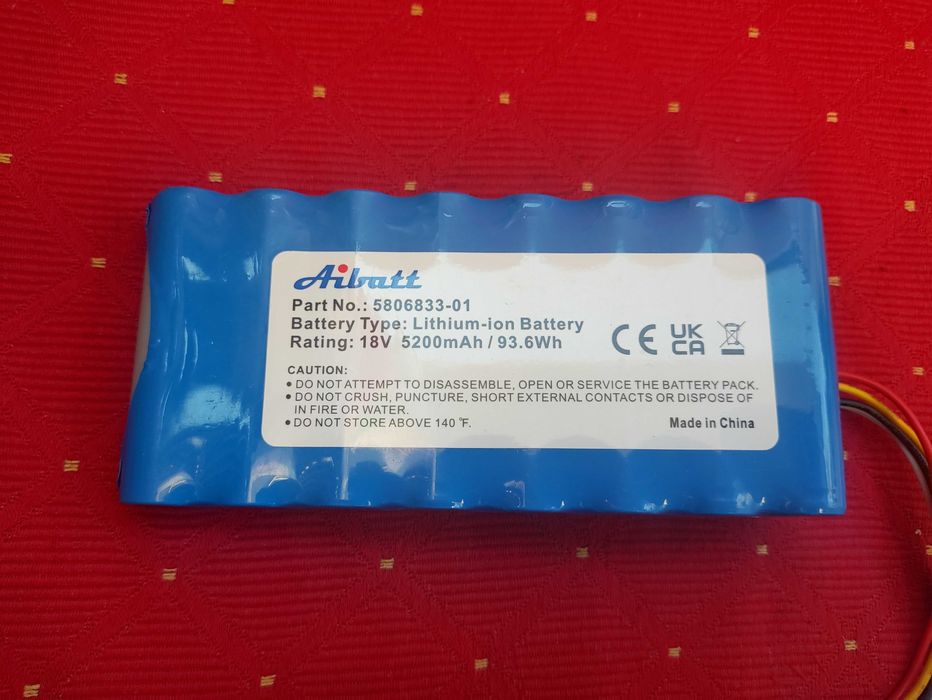 Aibatt
Part No.: 5806833-01
Battery Type: Lithium-ion Battery
Rating: 18V 5200mAh / 93.6Wh
CE UK CA
CAUTION:
• DO NOT ATTEMPT TO DISASSEMBLE, OPEN OR SERVICE THE BATTERY PACK.
• DO NOT CRUSH, PUNCTURE, SHORT EXTERNAL CONTACTS OR DISPOSE OF
IN FIRE OR WATER.
• DO NOT STORE ABOVE 140 °F.
Made in China